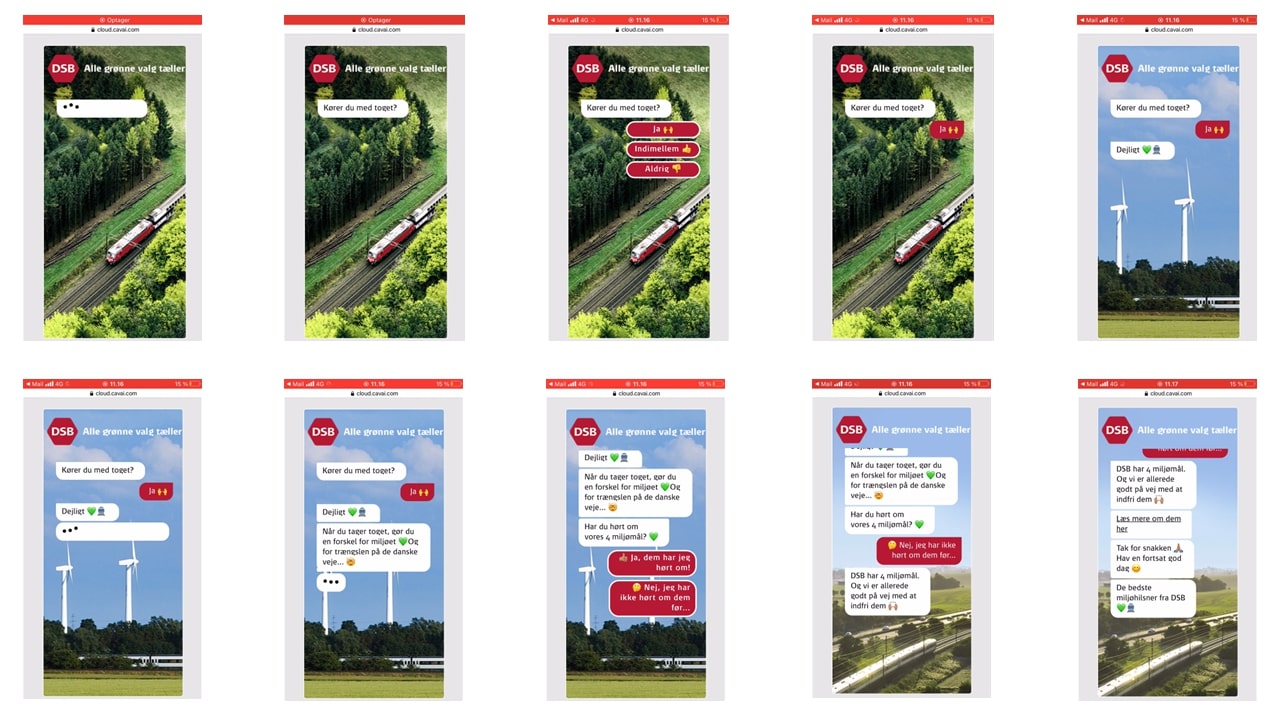 Optager
cloud.cavai.com
DSB Alle grønne valg tæller
Optager
cloud.cavai.com
DSB Alle grønne valg tæller
Kører du med toget?
Mail 4G 11.16 15 %
cloud.cavai.com
DSB Alle grønne valg tæller
Kører du med toget?
Ja 🙌
Indimellem 👍
Aldrig 👎
Mail 4G 11.16 15 %
cloud.cavai.com
DSB Alle grønne valg tæller
Kører du med toget?
Ja 🙌
Mail 4G 11.16 15 %
cloud.cavai.com
DSB Alle grønne valg tæller
Kører du med toget?
Ja 🙌
Dejligt 💚🚊
Mail 4G 11.16 15 %
cloud.cavai.com
DSB Alle grønne valg tæller
Kører du med toget?
Ja 🙌
Dejligt 💚🚊
Mail 4G 11.16 15 %
cloud.cavai.com
DSB Alle grønne valg tæller
Kører du med toget?
Ja 🙌
Dejligt 💚🚊
Når du tager toget, gør du
en forskel for miljøet 💚Og
for trængslen på de danske
veje... 🤯
Mail 4G 11.16 15 %
cloud.cavai.com
DSB Alle grønne valg tæller
Dejligt 💚🚊
Når du tager toget, gør du
en forskel for miljøet 💚Og
for trængslen på de danske
veje... 🤯
Har du hørt om
vores 4 miljømål? 💚
👍🏽 Ja, dem har jeg
hørt om!
🤔 Nej, jeg har
ikke hørt om dem
før...
Mail 4G 11.16 15 %
cloud.cavai.com
DSB Alle grønne valg tæller
Dejligt 💚🚊
Når du tager toget, gør du
en forskel for miljøet 💚Og
for trængslen på de danske
veje... 🤯
Har du hørt om
vores 4 miljømål? 💚
🤔 Nej, jeg har ikke
hørt om dem før...
DSB har 4 miljømål.
Og vi er allerede
godt på vej med at
indfri dem 🙌🏼
Mail 4G 11.17 15 %
cloud.cavai.com
DSB Alle grønne valg tæller
hørt om dem før...
DSB har 4 miljømål.
Og vi er allerede
godt på vej med at
indfri dem 🙌🏼
Læs mere om dem
her
Tak for snakken 🙏🏽
Hav en fortsat god
dag 😊
De bedste
miljøhilsner fra DSB
💚🚊